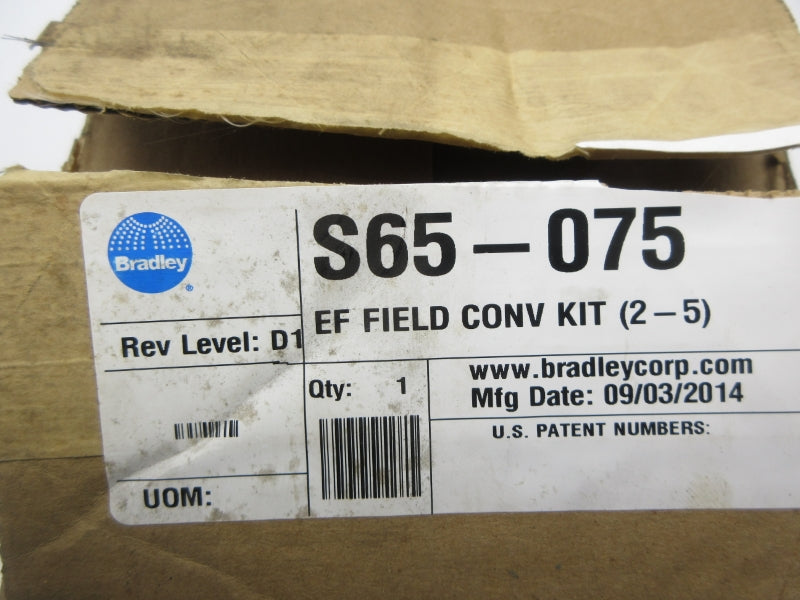 Bradley
®
S65-075
EF FIELD CONV KIT (2-5)
Rev Level: D1
Qty: 1
www.bradleycorp.com
Mfg Date: 09/03/2014
U.S. PATENT NUMBERS:
UOM: